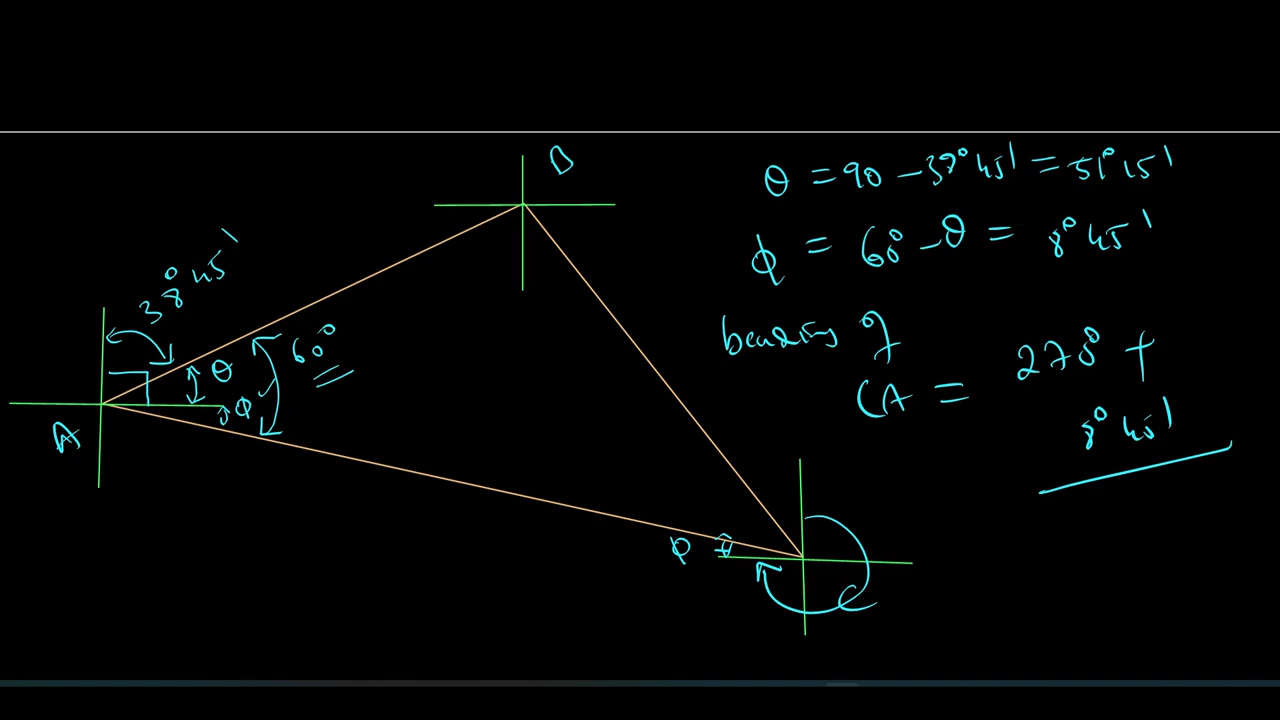 B
θ = 90 - 38° 45' = 51° 15'
ϕ = 60° - θ = 8° 45'
38° 45'
60°
θ
ϕ
A
bearing of
CA = 270° +
8° 45'
ϕ
C